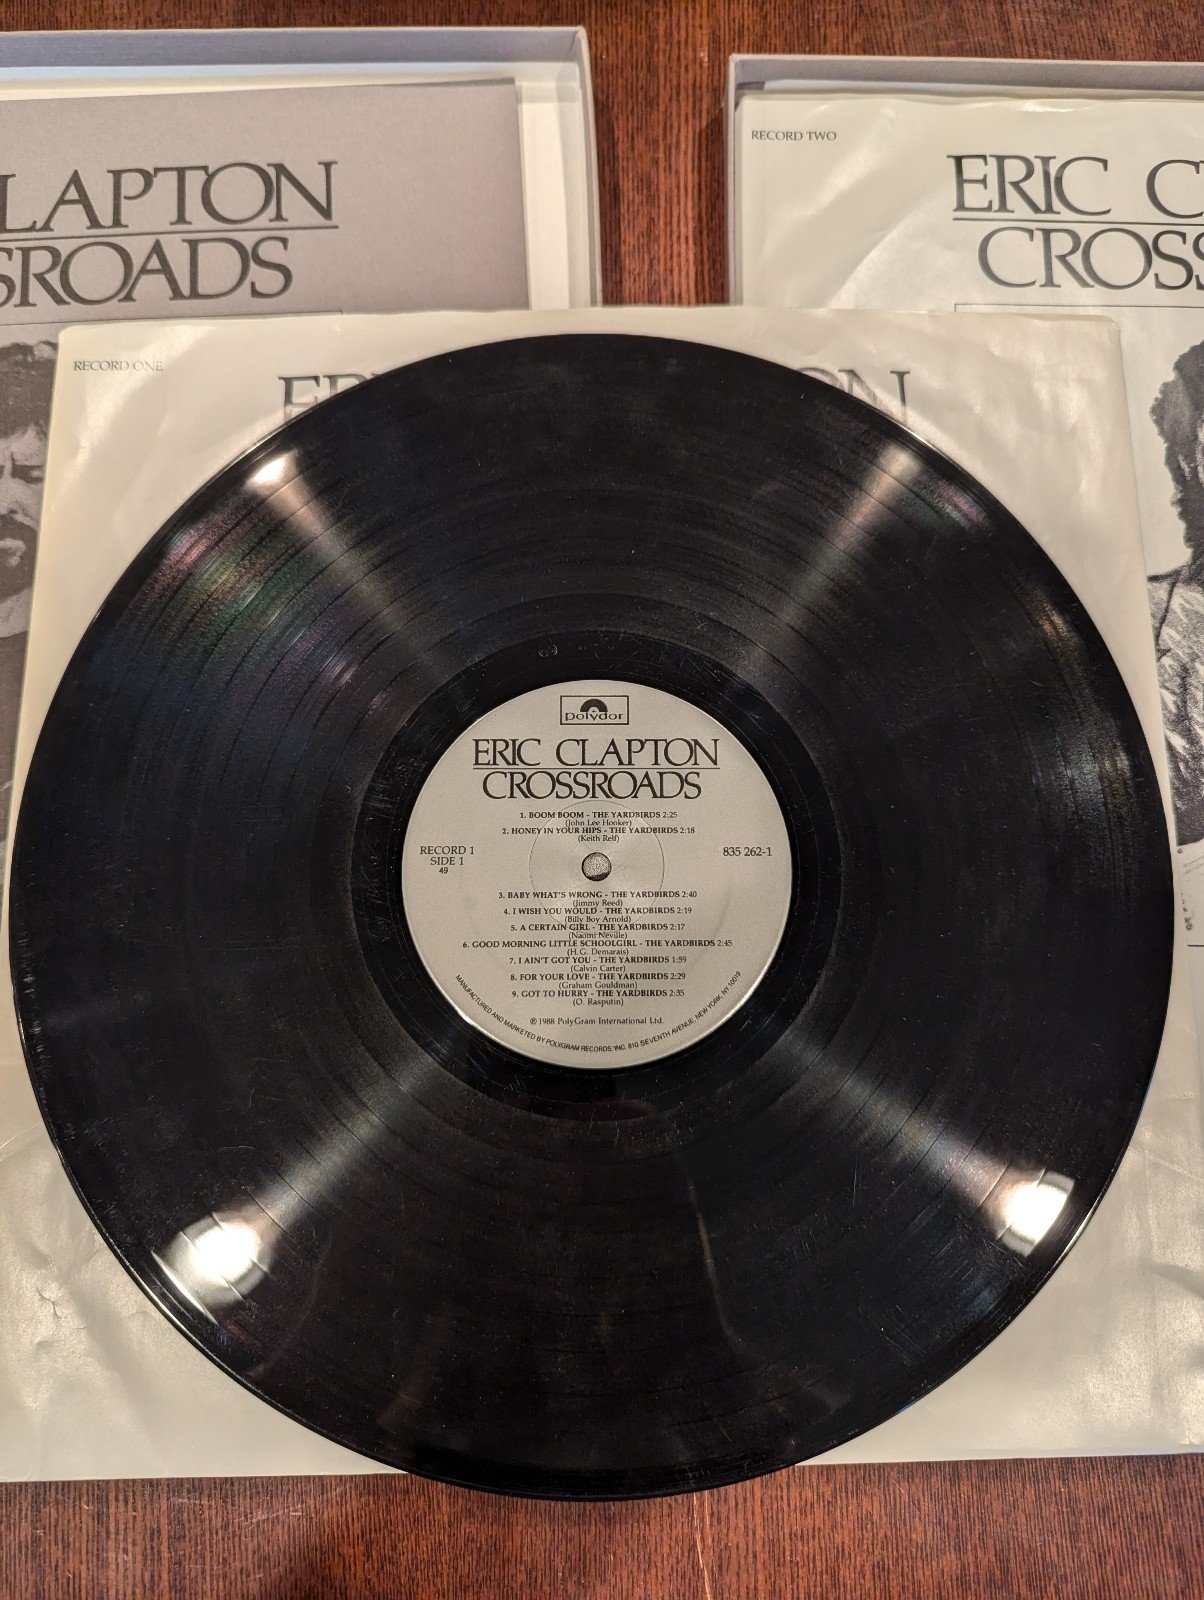 LAPTON
SROADS
RECORD TWO
ERIC C
CROSS
RECORD ONE
ON
polydor
ERIC CLAPTON
CROSSROADS
1. BOOM BOOM - THE YARDBIRDS 2:25
(John Lee Hooker)
2. HONEY IN YOUR HIPS - THE YARDBIRDS 2:18
(Keith Relf)
RECORD 1
SIDE 1
49
835 262-1
3. BABY WHAT'S WRONG - THE YARDBIRDS 2:40
(Jimmy Reed)
4. I WISH YOU WOULD - THE YARDBIRDS 2:19
(Billy Boy Arnold)
5. A CERTAIN GIRL - THE YARDBIRDS 2:17
(Naomi Neville)
6. GOOD MORNING LITTLE SCHOOLGIRL - THE YARDBIRDS 2:45
(H.G. Demarais)
7. I AIN'T GOT YOU - THE YARDBIRDS 1:59
(Calvin Carter)
8. FOR YOUR LOVE - THE YARDBIRDS 2:29
(Graham Gouldman)
9. GOT TO HURRY - THE YARDBIRDS 2:35
(O. Rasputin)
℗ 1988 PolyGram International Ltd.
MANUFACTURED AND MARKETED BY POLYGRAM RECORDS, INC. 810 SEVENTH AVENUE, NEW YORK, NY 10019